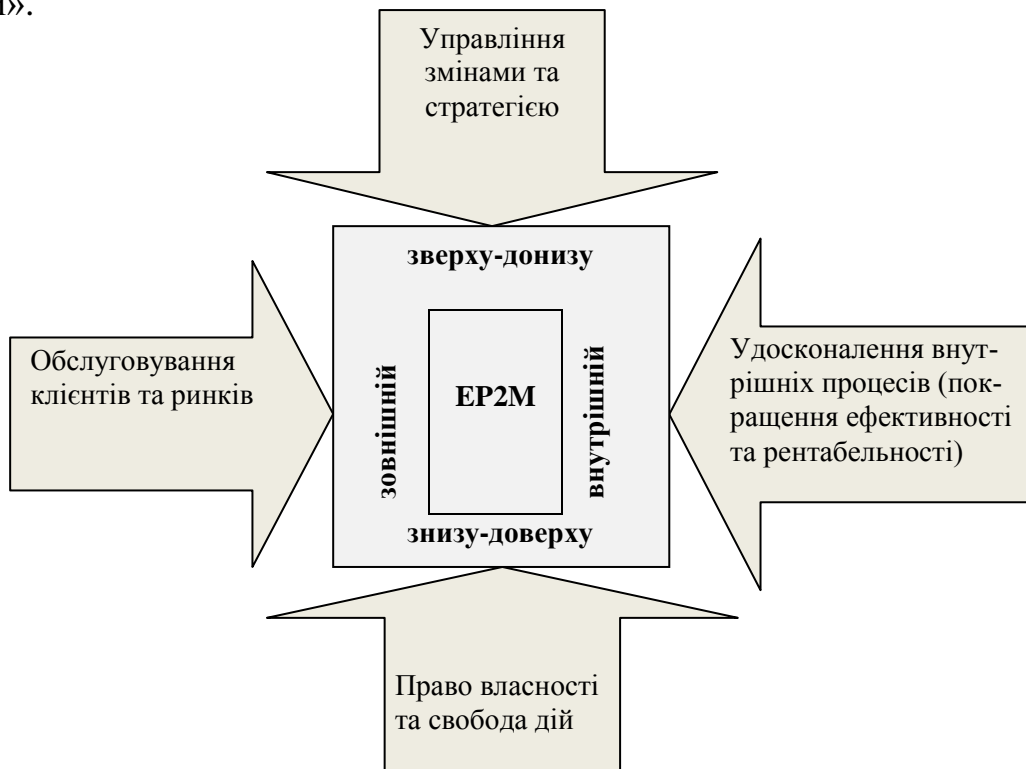 і».
Управління
змінами та
стратегією
зверху-донизу
Обслуговування
клієнтів та ринків
зовнішній
EP2M
внутрішній
Удосконалення внут-
рішніх процесів (пок-
ращення ефективності
та рентабельності)
знизу-доверху
Право власності
та свобода дій